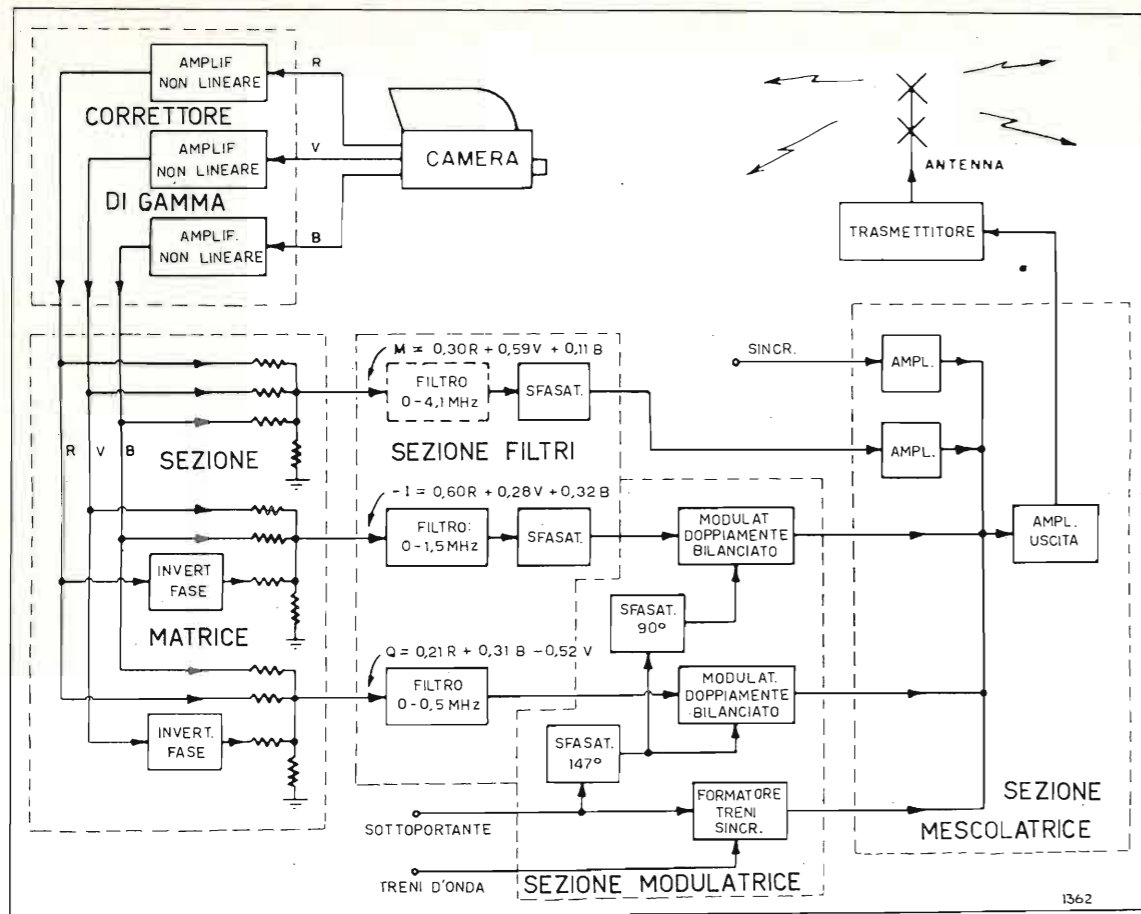 AMPLIF
NON LINEARE
R
CORRETTORE
AMPLIF
NON LINEARE
V
CAMERA
DI GAMMA
AMPLIF.
NON LINEARE
B
ANTENNA
TRASMETTITORE
M = 0,30R + 0,59V + 0,11B
FILTRO
0-4,1 MHz
SFASAT.
SINCR.
AMPL.
AMPL.
R V B
SEZIONE
SEZIONE FILTRI
-I = 0,60R + 0,28V + 0,32B
FILTRO:
0-1,5MHz
SFASAT.
MODULAT
DOPPIAMENTE
BILANCIATO
AMPL.
USCITA
INVERT
FASE
MATRICE
SFASAT.
90°
Q = 0,21R + 0,31B - 0,52V
FILTRO
0-0,5MHz
MODULAT.
DOPPIAMENTE
BILANCIATO
INVERT.
FASE
SFASAT.
147°
FORMATORE
TRENI
SINCR.
SOTTOPORTANTE
TRENI D'ONDA
SEZIONE MODULATRICE
SEZIONE
MESCOLATRICE
1362